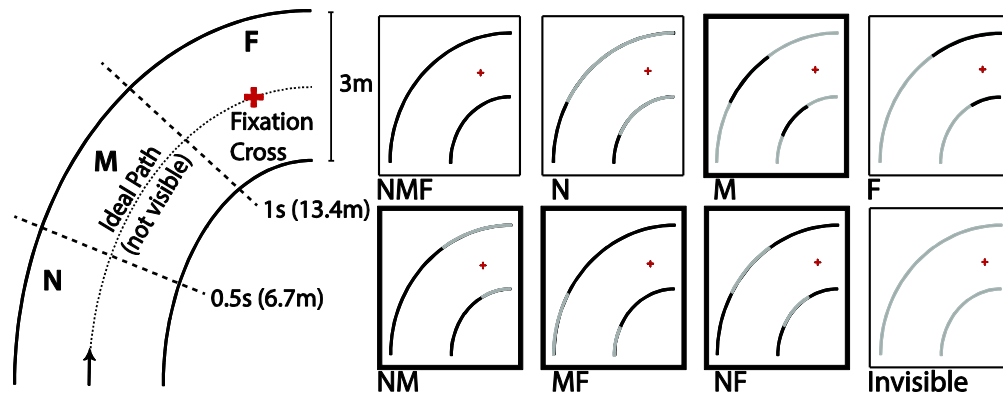 F
3m
Fixation
Cross
M
Ideal Path
(not visible)
1s (13.4m)
N
0.5s (6.7m)
NMF
N
M
F
NM
MF
NF
Invisible